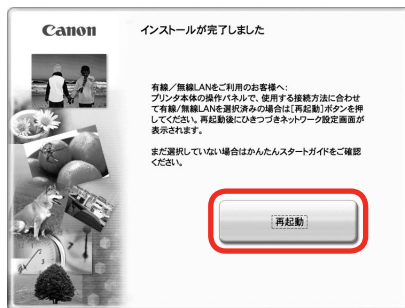 Canon
インストールが完了しました
有線／無線LANをご利用のお客様へ:
プリンタ本体の操作パネルで、使用する接続方法に合わせ
て有線/無線LANを選択済みの場合は［再起動］ボタンを押
してください。再起動後にひきつづきネットワーク設定画面が
表示されます。
まだ選択していない場合はかんたんスタートガイドをご確認
ください。
再起動